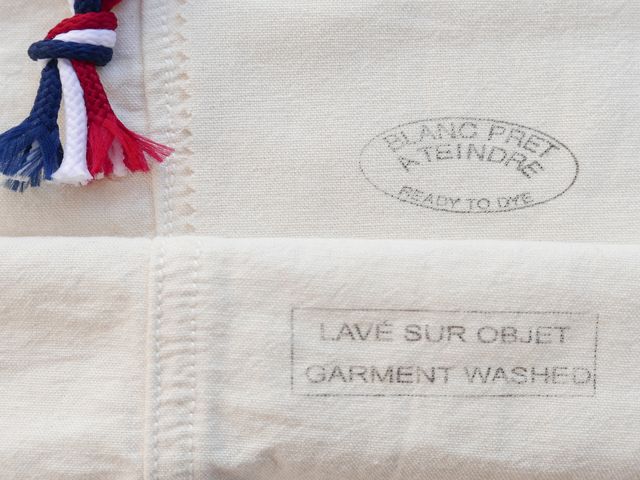 BLANC PRET
A TEINDRE
READY TO DYE
LAVÉ SUR OBJET
GARMENT WASHED